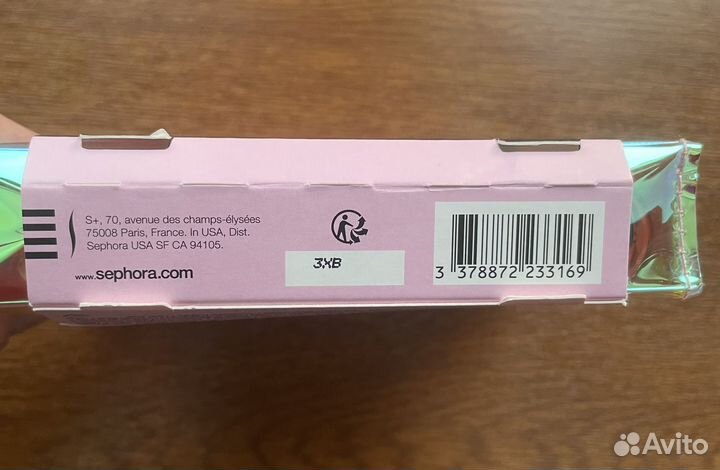 S+, 70, avenue des champs-élysées
75008 Paris, France. In USA, Dist.
Sephora USA SF CA 94105.
www.sephora.com
3XB
3 378872 233169
Avito